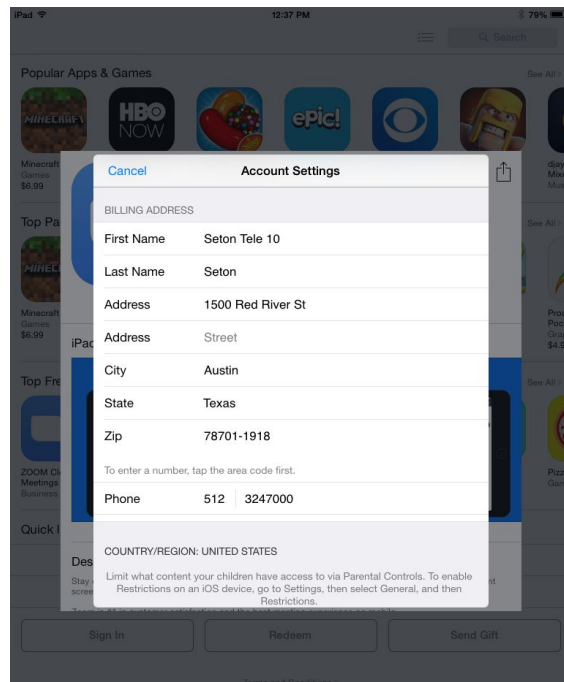 iPad 12:37 PM 79%
Search
Popular Apps & Games See All >
MINECRAFT HBO NOW epic!
Minecraft
Games
$6.99
Cancel Account Settings
BILLING ADDRESS
First Name Seton Tele 10
Last Name Seton
Address 1500 Red River St
Address Street
City Austin
State Texas
Zip 78701-1918
To enter a number, tap the area code first.
Phone 512 3247000
COUNTRY/REGION: UNITED STATES
Limit what content your children have access to via Parental Controls. To enable
Restrictions on an iOS device, go to Settings, then select General, and then
Restrictions.
djay
Top Pa See All >
Minecraft
Games
$6.99
iPad
Top Fre See All >
ZOOM Cl
Meetings
Business
Quick l
Des
Stay
scree
Sign In Redeem Send Gift